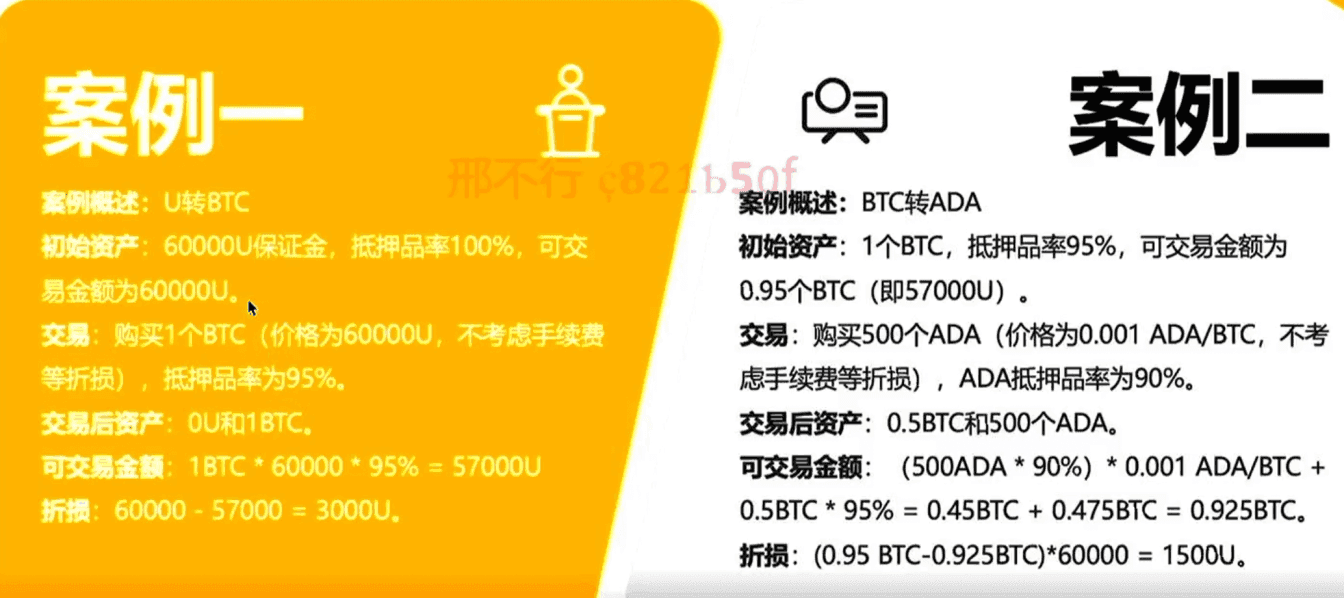 案例一
案例概述：U转BTC
初始资产：60000U保证金，抵押品率100%，可交
易金额为60000U。
交易：购买1个BTC（价格为60000U，不考虑手续费
等折损），抵押品率为95%。
交易后资产：0U和1BTC。
可交易金额：1BTC * 60000 * 95% = 57000U
折损：60000 - 57000 = 3000U。
邢不行 c821b50f
案例二
案例概述：BTC转ADA
初始资产：1个BTC，抵押品率95%，可交易金额为
0.95个BTC（即57000U）。
交易：购买500个ADA（价格为0.001 ADA/BTC，不考
虑手续费等折损），ADA抵押品率为90%。
交易后资产：0.5BTC和500个ADA。
可交易金额：（500ADA * 90%）* 0.001 ADA/BTC +
0.5BTC * 95% = 0.45BTC + 0.475BTC = 0.925BTC。
折损：(0.95 BTC-0.925BTC)*60000 = 1500U。